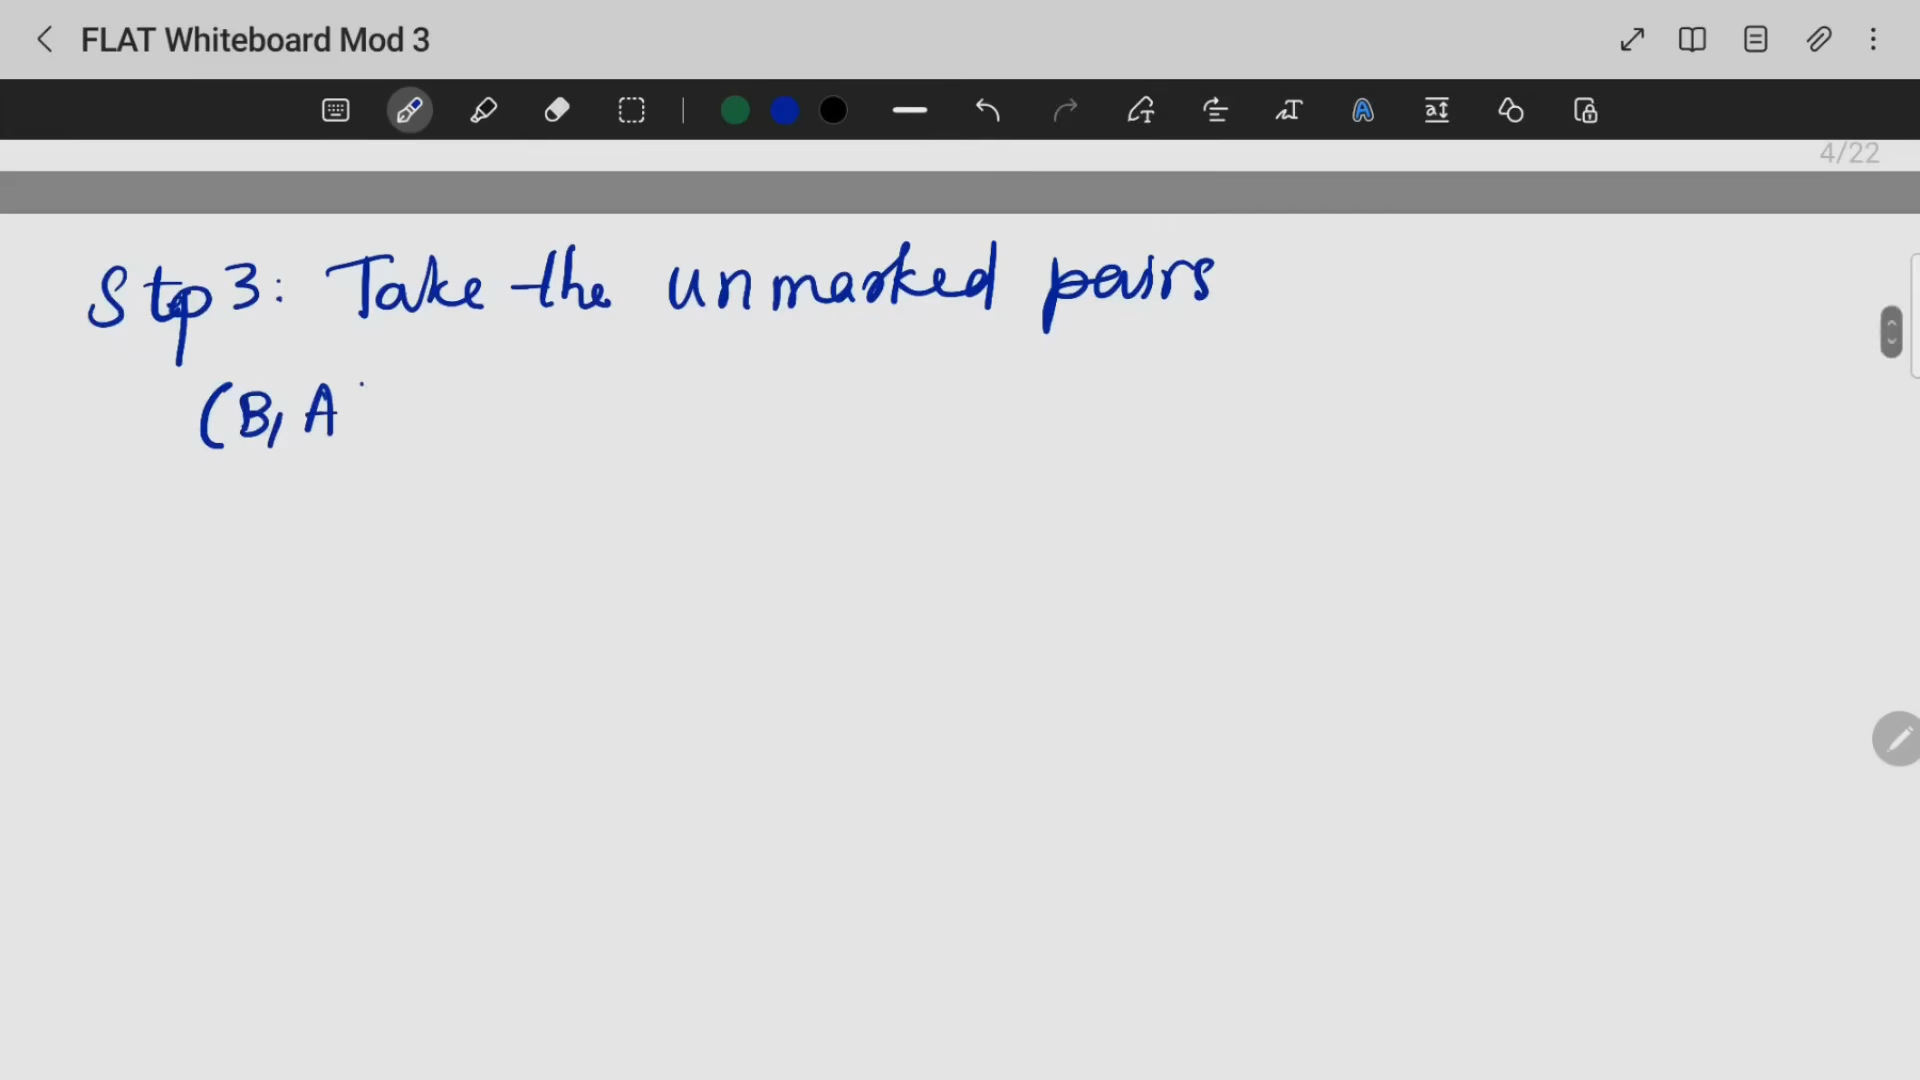 FLAT Whiteboard Mod 3
4/22
Step 3: Take the unmarked pairs
(B, A